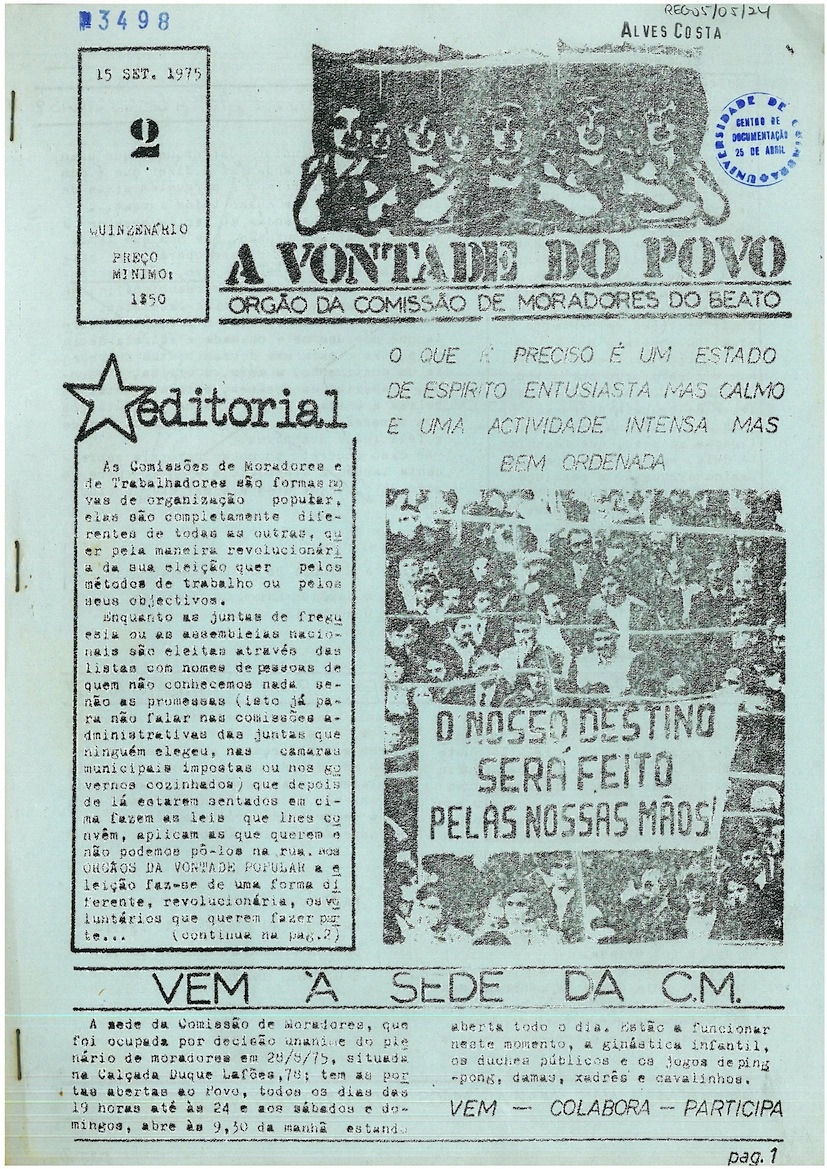 Nº3498
REG 05/05/24
ALVES COSTA
15 SET. 1975
2
QUINZENÁRIO
PREÇO
MINIMO:
1$50
UNIVERSIDADE DE COIMBRA
CENTRO DE
DOCUMENTAÇÃO
25 DE ABRIL
A VONTADE DO POVO
ORGÃO DA COMISSÃO DE MORADORES DO BEATO
O QUE É PRECISO É UM ESTADO
DE ESPIRITO ENTUSIASTA MAS CALMO
E UMA ACTIVIDADE INTENSA MAS
BEM ORDENADA
editorial
As Comissões de Moradores e
de Trabalhadores são formas no
vas de organização popular,
elas são completamente dife-
rentes de todas as outras, qu
er pela maneira revolucionári
a da sua eleição quer pelos
métodos de trabalho ou pelos
seus objectivos.
Enquanto as juntas de fregu
esia ou as assembleias nacio-
nais são eleitas através das
listas com nomes de pessoas de
quem não conhecemos nada se-
não as promessas (isto já pa-
ra não falar nas comissões a-
dministrativas das juntas que
ninguém elegeu, nas camaras
municipais impostas ou nos go
vernos cozinhados) que depois
de lá estarem sentados em ci-
ma fazem as leis que lhes co
nvêm, aplicam as que querem e
não podemos pô-los na rua. Nos
ORGÃOS DA VONTADE POPULAR a e
leição faz-se de uma forma di
ferente, revolucionária, os vo
luntários que querem fazer par
te... (continua na pag.2)
O NOSSO DESTINO
SERÁ FEITO
PELAS NOSSAS MÃOS!
VEM À SEDE DA C.M.
A sede da Comissão de Moradores, que
foi ocupada por decisão unanime do ple
nário de moradores em 28/6/75, situada
na Calçada Duque Lafões,78; tem as por
tas abertas ao Povo, todos os dias das
19 horas até às 24 e aos sábados e do-
mingos, abre às 9,30 da manhã estando
aberta todo o dia. Estão a funcionar
neste momento, a ginástica infantil,
os duches públicos e os jogos de ping
-pong, damas, xadrês e cavalinhos.
VEM — COLABORA — PARTICIPA
pag. 1